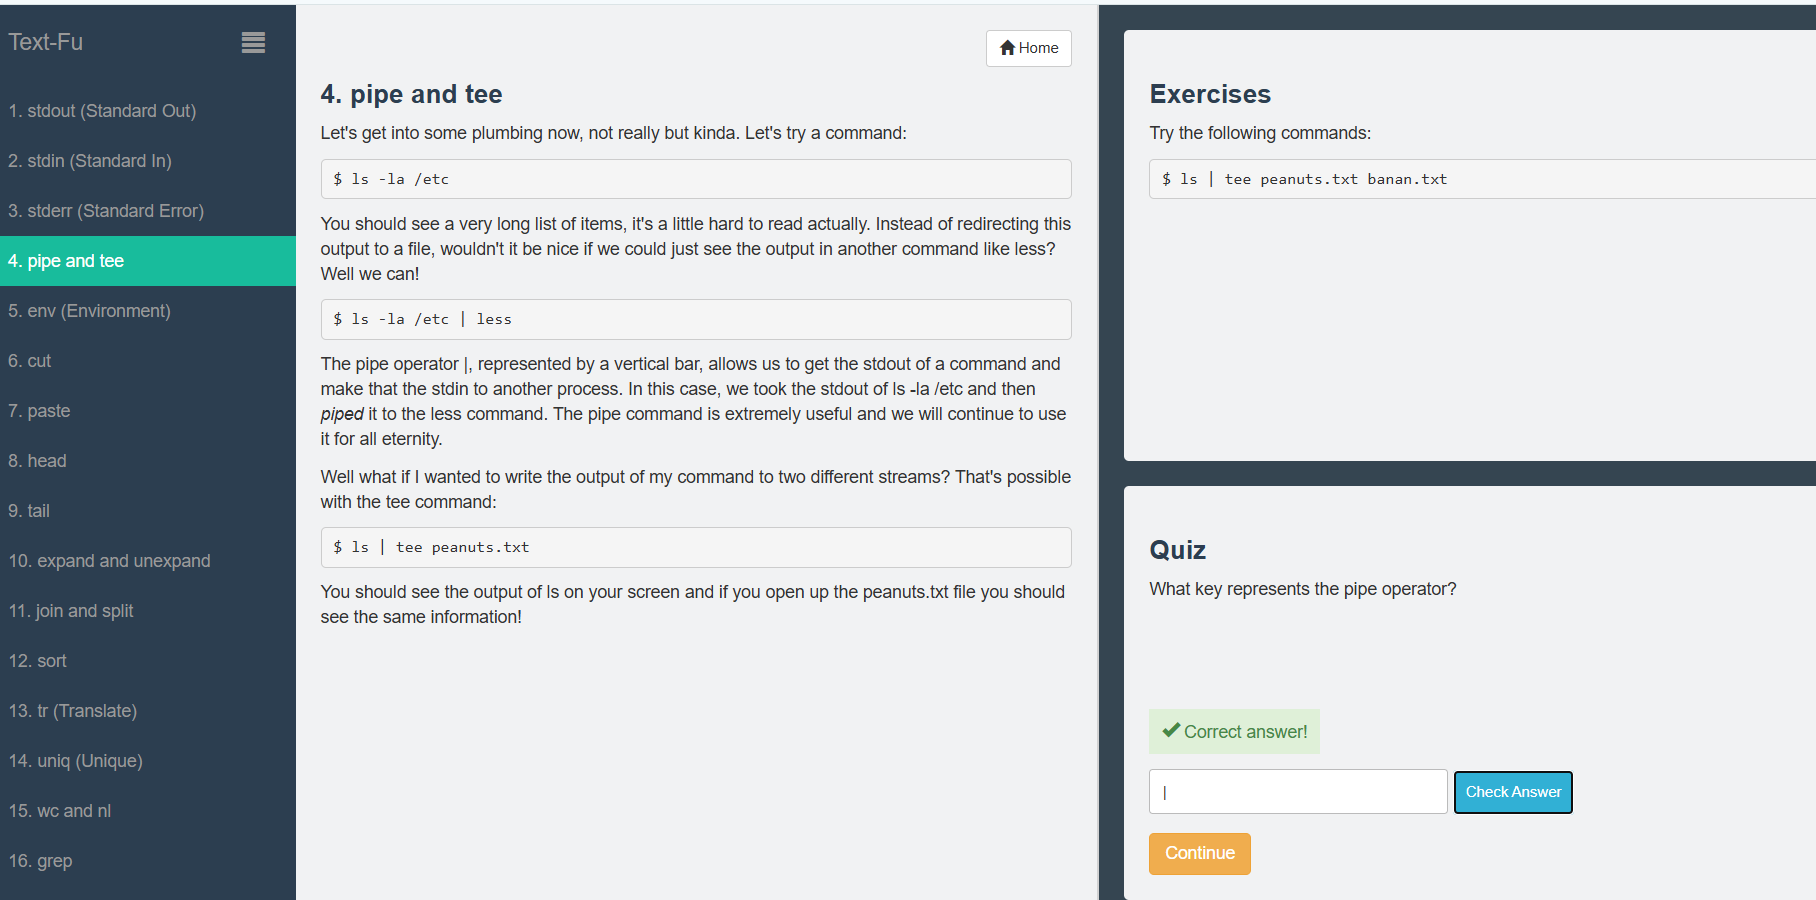 Text-Fu
1. stdout (Standard Out)
2. stdin (Standard In)
3. stderr (Standard Error)
4. pipe and tee
5. env (Environment)
6. cut
7. paste
8. head
9. tail
10. expand and unexpand
11. join and split
12. sort
13. tr (Translate)
14. uniq (Unique)
15. wc and nl
16. grep
Home
4. pipe and tee
Let's get into some plumbing now, not really but kinda. Let's try a command:
$ ls -la /etc
You should see a very long list of items, it's a little hard to read actually. Instead of redirecting this
output to a file, wouldn't it be nice if we could just see the output in another command like less?
Well we can!
$ ls -la /etc | less
The pipe operator |, represented by a vertical bar, allows us to get the stdout of a command and
make that the stdin to another process. In this case, we took the stdout of ls -la /etc and then
piped it to the less command. The pipe command is extremely useful and we will continue to use
it for all eternity.
Well what if I wanted to write the output of my command to two different streams? That's possible
with the tee command:
$ ls | tee peanuts.txt
You should see the output of ls on your screen and if you open up the peanuts.txt file you should
see the same information!
Exercises
Try the following commands:
$ ls | tee peanuts.txt banan.txt
Quiz
What key represents the pipe operator?
Correct answer!
|
Check Answer
Continue